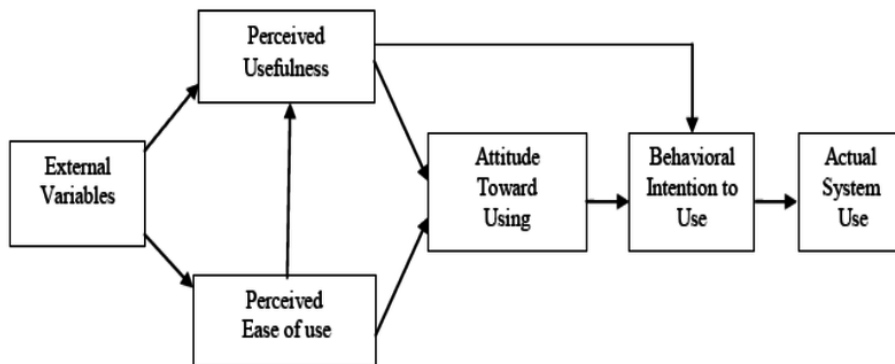 Perceived
Usefulness
External
Variables
Attitude
Toward
Using
Behavioral
Intention to
Use
Actual
System
Use
Perceived
Ease of use